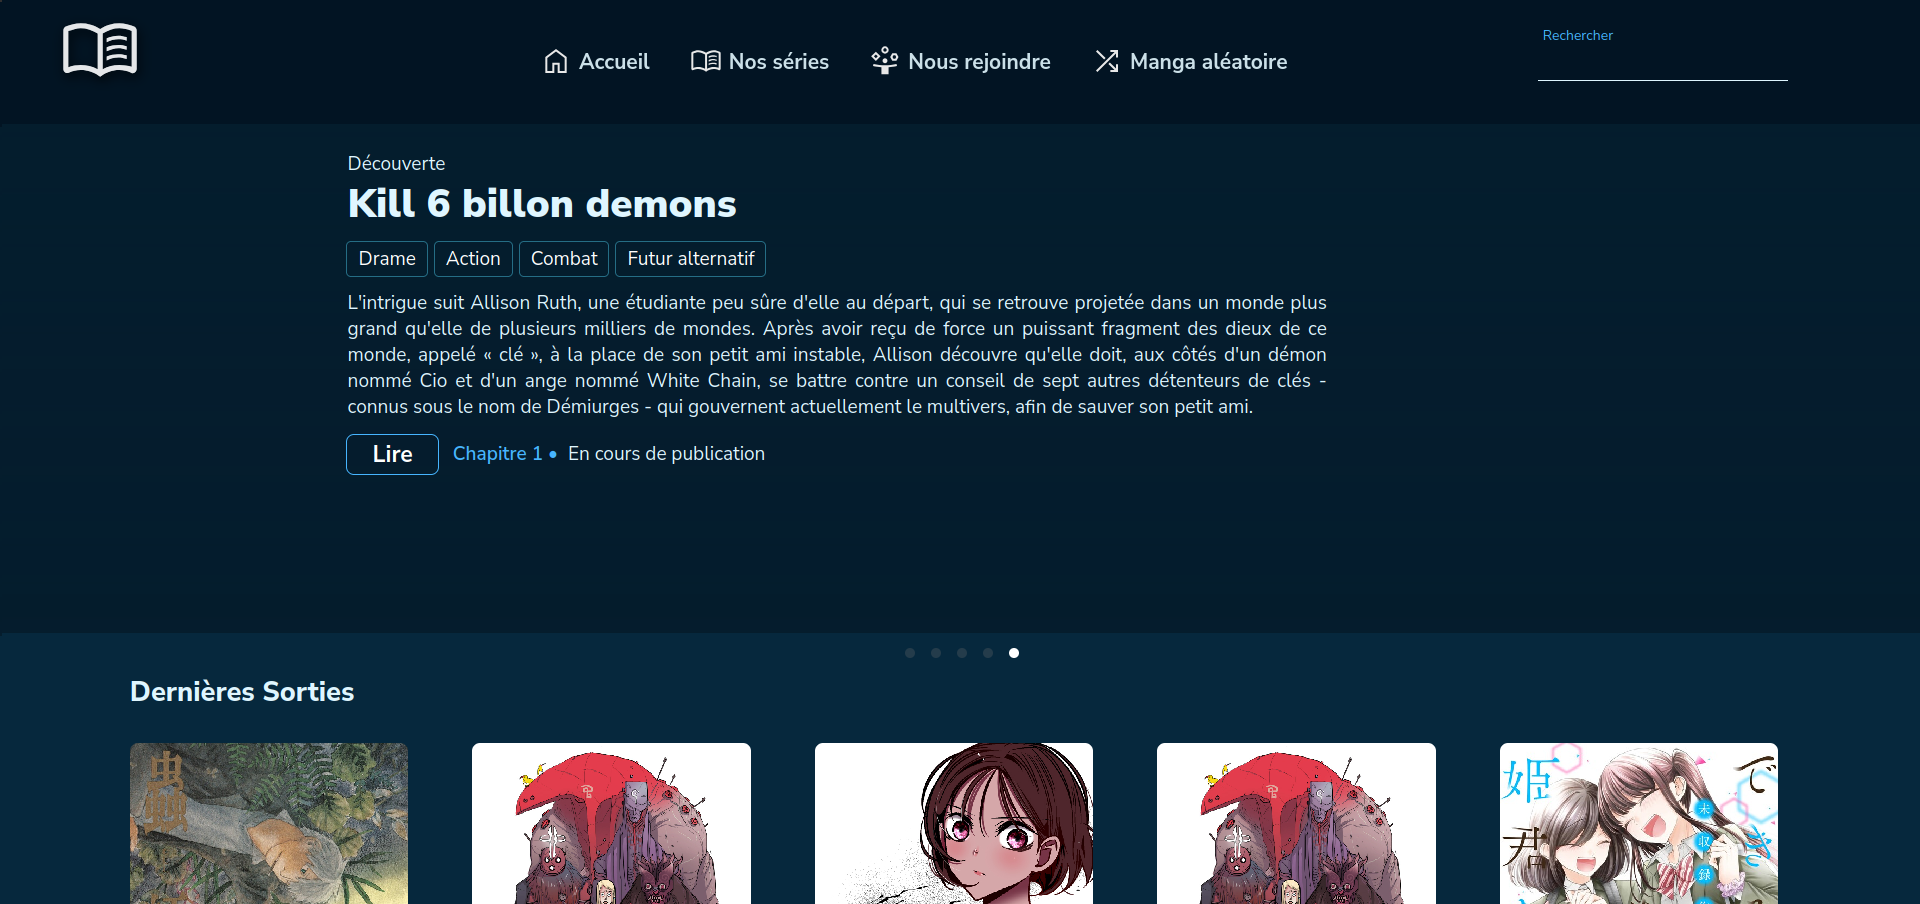 Accueil
Nos séries
Nous rejoindre
Manga aléatoire
Rechercher
Découverte
Kill 6 billon demons
Drame
Action
Combat
Futur alternatif
L'intrigue suit Allison Ruth, une étudiante peu sûre d'elle au départ, qui se retrouve projetée dans un monde plus
grand qu'elle de plusieurs milliers de mondes. Après avoir reçu de force un puissant fragment des dieux de ce
monde, appelé « clé », à la place de son petit ami instable, Allison découvre qu'elle doit, aux côtés d'un démon
nommé Cio et d'un ange nommé White Chain, se battre contre un conseil de sept autres détenteurs de clés -
connus sous le nom de Démiurges - qui gouvernent actuellement le multivers, afin de sauver son petit ami.
Lire
Chapitre 1 •
En cours de publication
Dernières Sorties
虫
姫
君
で
ぎ
未
収
録